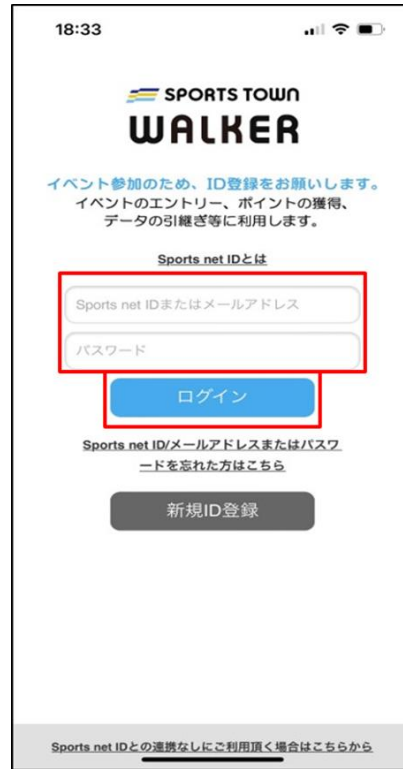 18:33
SPORTS TOWN
WALKER
イベント参加のため、ID登録をお願いします。
イベントのエントリー、ポイントの獲得、
データの引継ぎ等に利用します。
Sports net IDとは
Sports net IDまたはメールアドレス
パスワード
ログイン
Sports net ID/メールアドレスまたはパスワ
ードを忘れた方はこちら
新規ID登録
Sports net IDとの連携なしにご利用頂く場合はこちらから